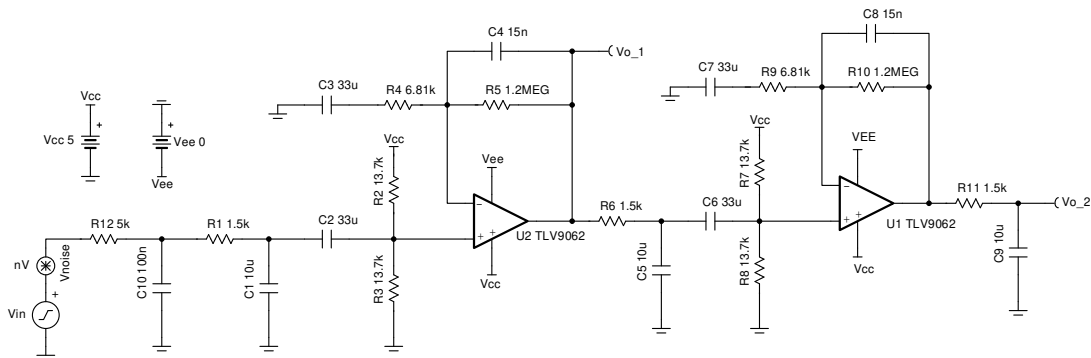 C4 15n
Vo_1
C3 33u
R4 6.81k
R5 1.2MEG
C8 15n
C7 33u
R9 6.81k
R10 1.2MEG
Vcc
Vcc 5
+
Vee 0
+
Vee
Vcc
R2 13.7k
Vee
−
+
+
U2 TLV9062
Vcc
R3 13.7k
Vcc
R7 13.7k
VEE
−
+
+
U1 TLV9062
Vcc
R8 13.7k
R12 5k
R1 1.5k
C2 33u
R6 1.5k
C6 33u
R11 1.5k
Vo_2
nV
Vnoise
+
Vin
C10 100n
C1 10u
C5 10u
C9 10u